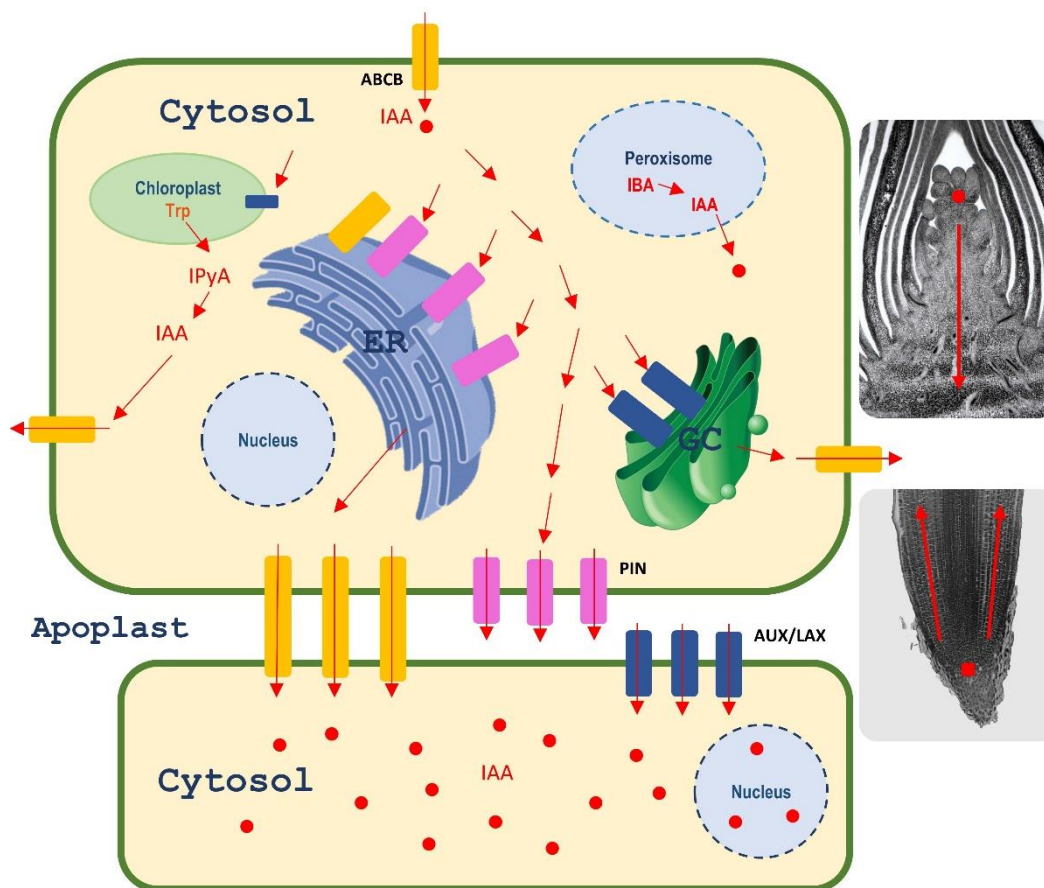 ABCB
Cytosol
IAA
Chloroplast
Trp
Peroxisome
IBA
IAA
IPyA
IAA
ER
Nucleus
GC
PIN
Apoplast
AUX/LAX
Cytosol
IAA
Nucleus